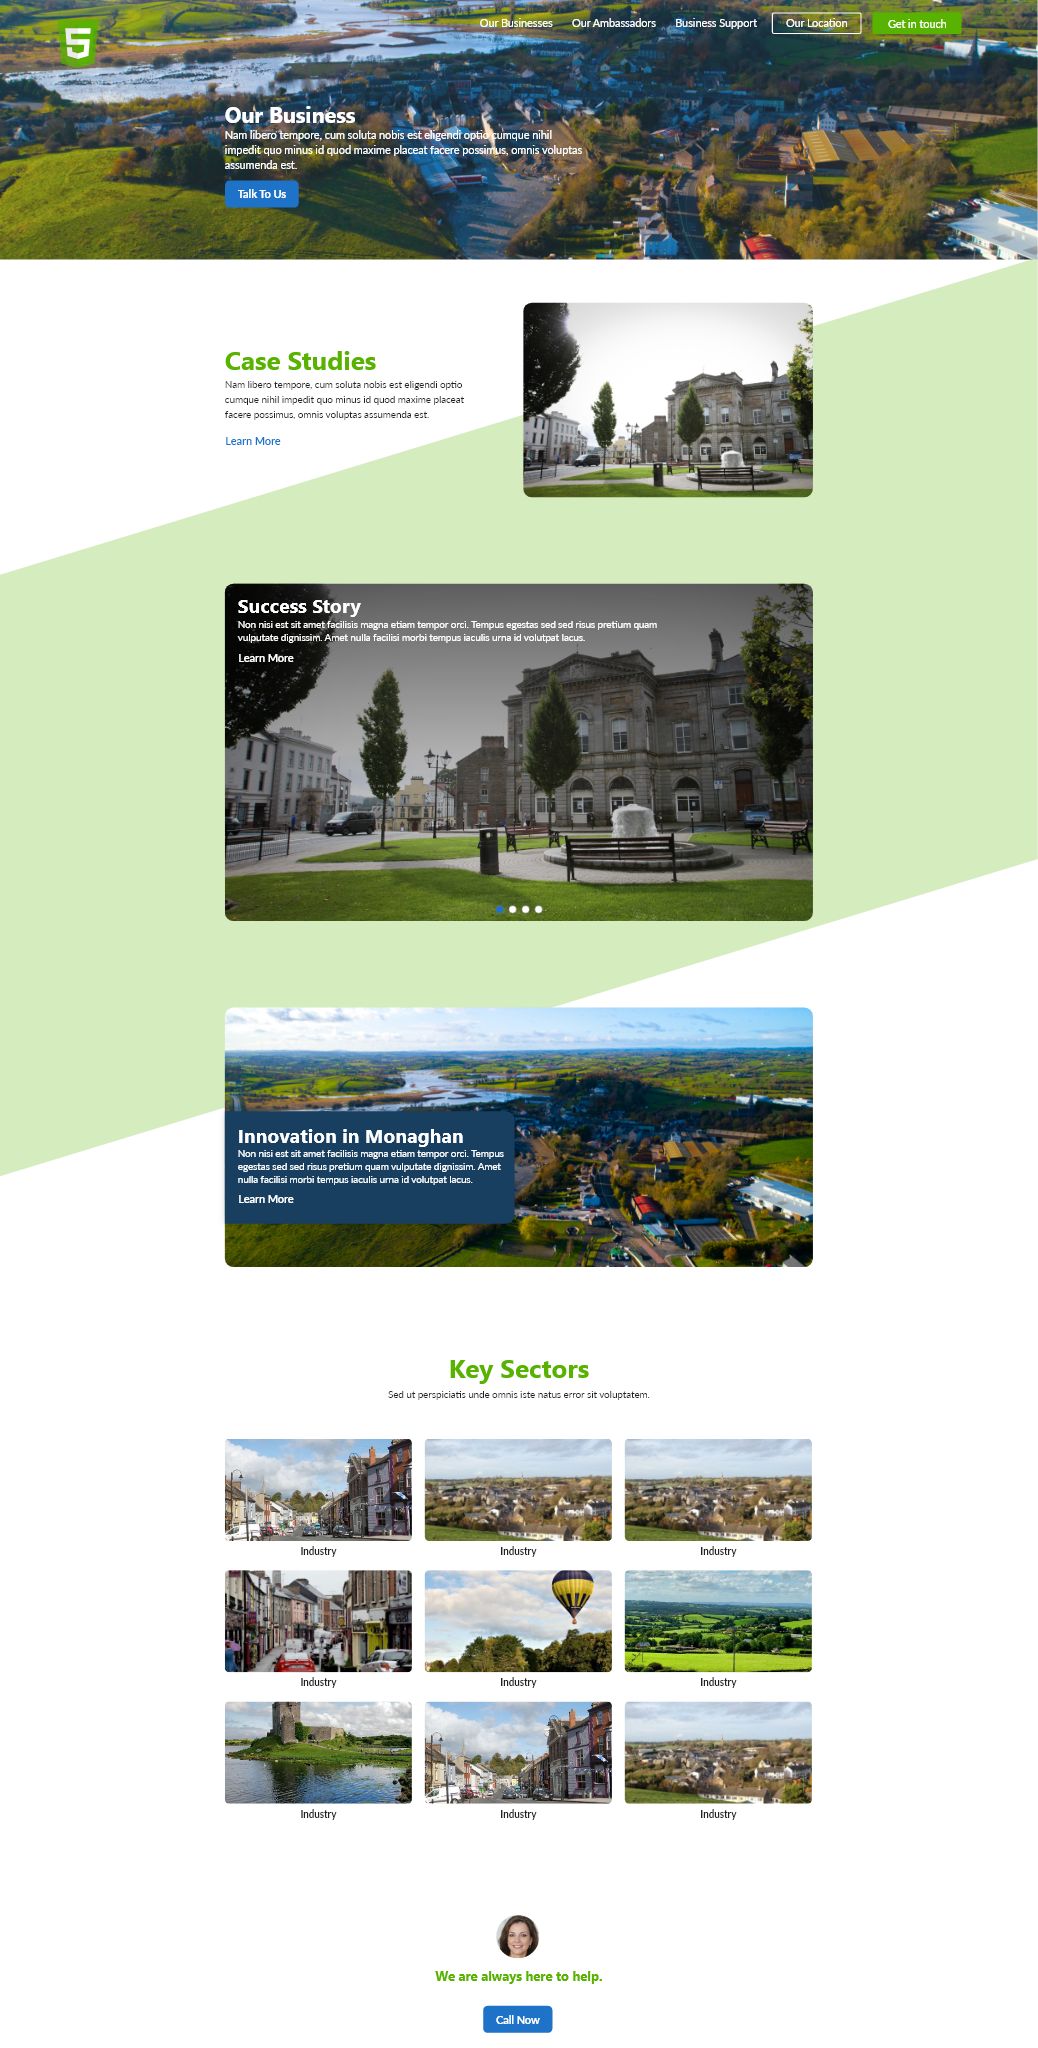 Our Businesses
Our Ambassadors
Business Support
Our Location
Get in touch
5
Our Business
Nam libero tempore, cum soluta nobis est eligendi optio cumque nihil
impedit quo minus id quod maxime placeat facere possimus, omnis voluptas
assumenda est.
Talk To Us
Case Studies
Nam libero tempore, cum soluta nobis est eligendi optio
cumque nihil impedit quo minus id quod maxime placeat
facere possimus, omnis voluptas assumenda est.
Learn More
Success Story
Non nisi est sit amet facilisis magna etiam tempor orci. Tempus egestas sed sed risus pretium quam
vulputate dignissim. Amet nulla facilisi morbi tempus iaculis urna id volutpat lacus.
Learn More
Innovation in Monaghan
Non nisi est sit amet facilisis magna etiam tempor orci. Tempus
egestas sed sed risus pretium quam vulputate dignissim. Amet
nulla facilisi morbi tempus iaculis urna id volutpat lacus.
Learn More
Key Sectors
Sed ut perspiciatis unde omnis iste natus error sit voluptatem.
Industry
Industry
Industry
Industry
Industry
Industry
Industry
Industry
Industry
We are always here to help.
Call Now